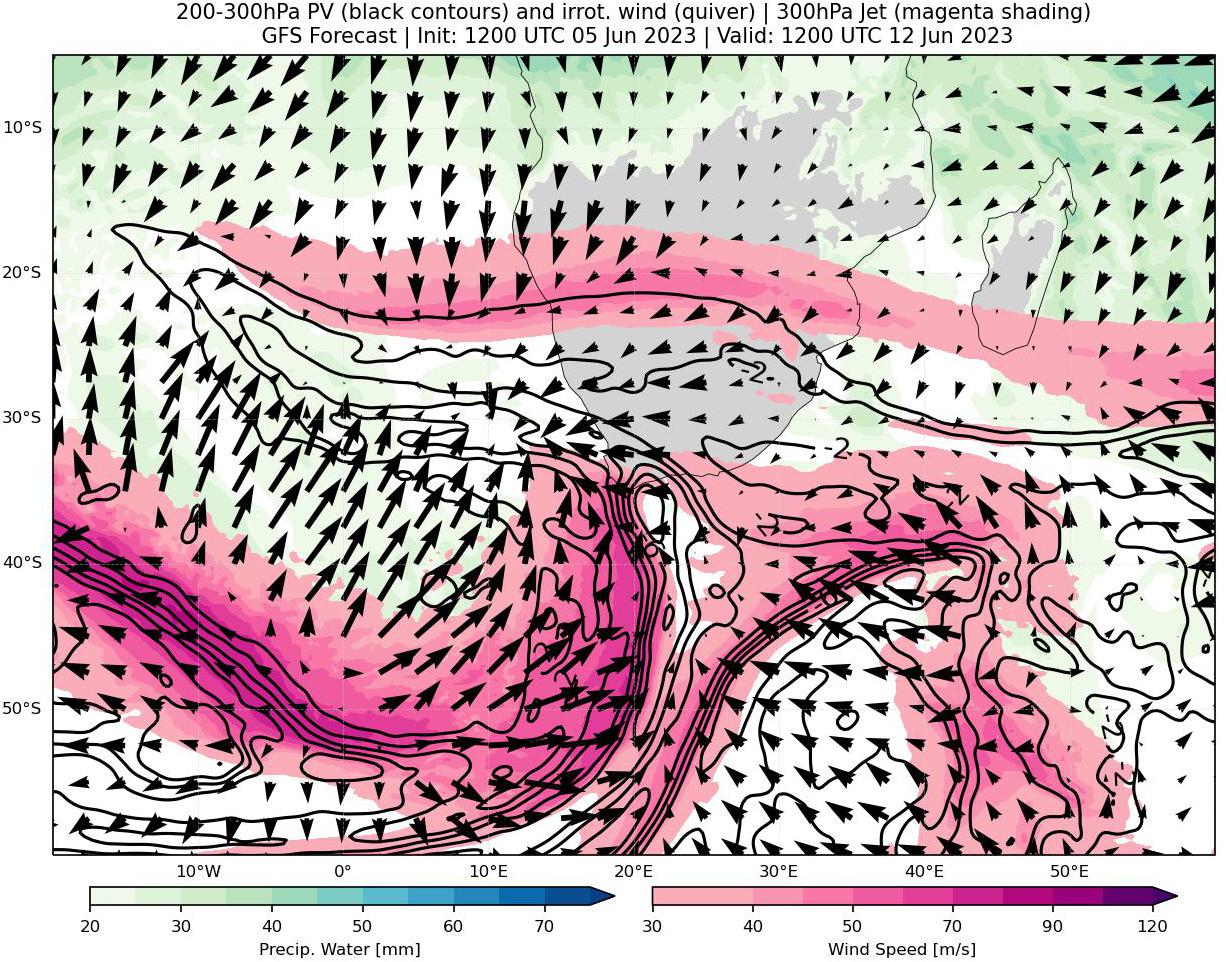 200-300hPa PV (black contours) and irrot. wind (quiver) | 300hPa Jet (magenta shading)
GFS Forecast | Init: 1200 UTC 05 Jun 2023 | Valid: 1200 UTC 12 Jun 2023
10°S
20°S
-2
30°S
-2
-2
40°S
50°S
-2
-2
10°W 0° 10°E 20°E 30°E 40°E 50°E
20 30 40 50 60 70
30 40 50 70 90 120
Precip. Water [mm]
Wind Speed [m/s]